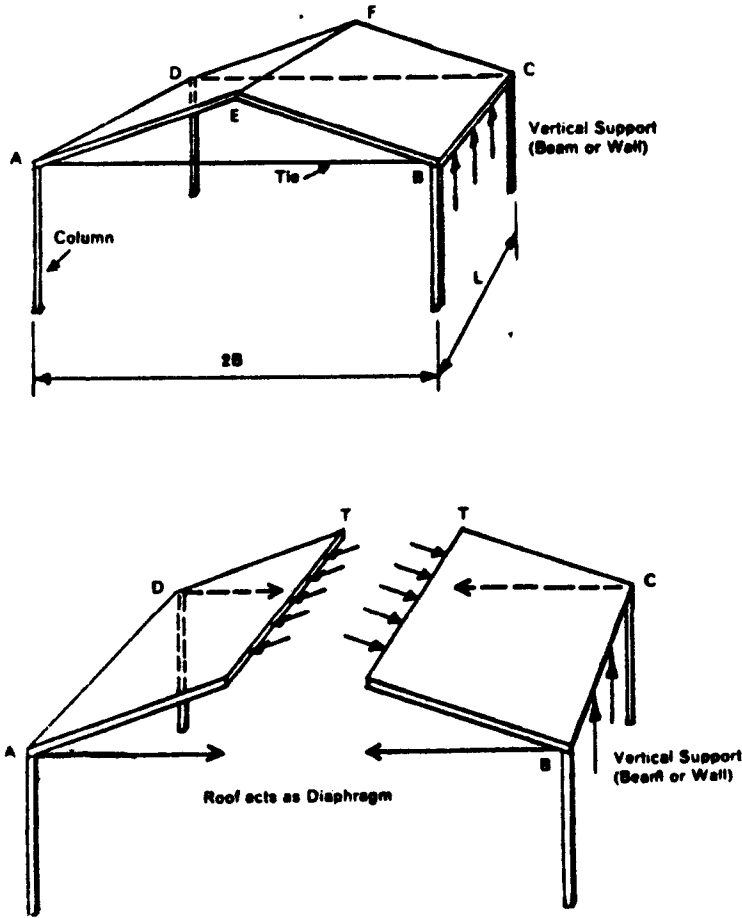 F
D
C
E
A
B
Vertical Support
(Beam or Wall)
Tie
Column
L
2B
T
T
D
C
A
B
Vertical Support
(Beam or Wall)
Roof acts as Diaphragm